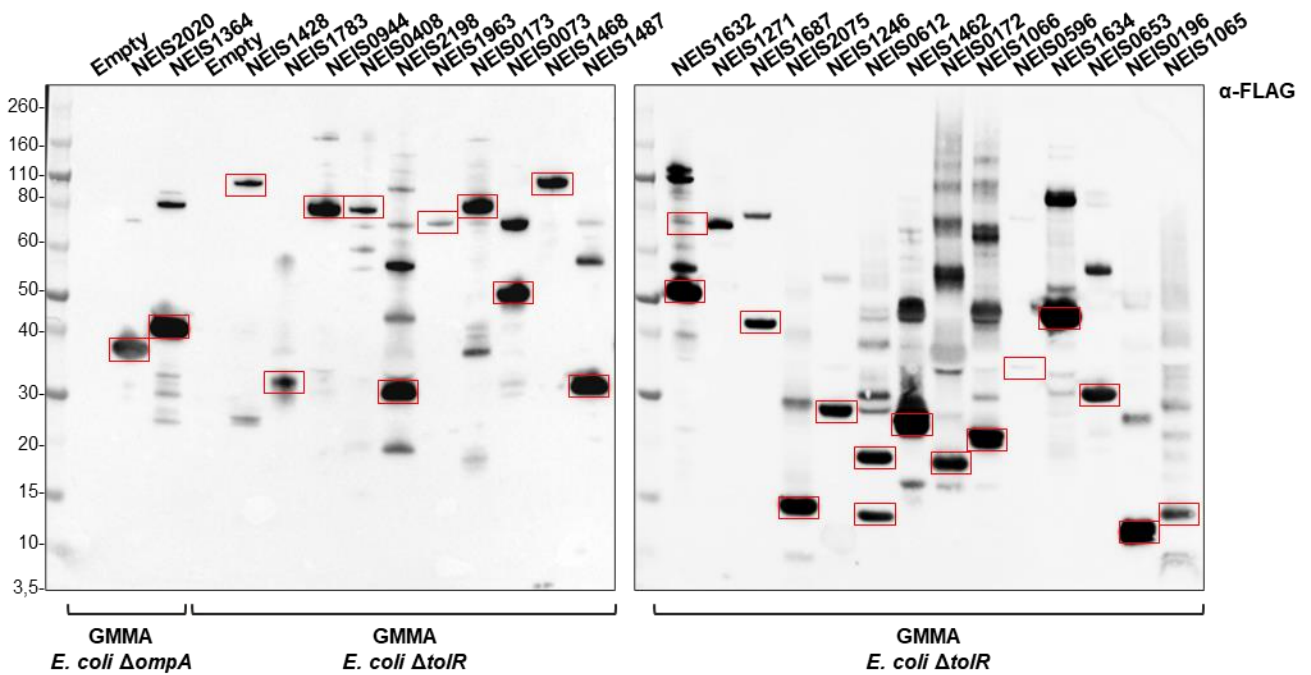 Empty
NEIS2020
NEIS1364
Empty
NEIS1428
NEIS1783
NEIS0944
NEIS0408
NEIS2198
NEIS1963
NEIS0173
NEIS0073
NEIS1468
NEIS1487
NEIS1632
NEIS1271
NEIS1687
NEIS2075
NEIS1246
NEIS0612
NEIS1462
NEIS0172
NEIS1066
NEIS0596
NEIS1634
NEIS0653
NEIS0196
NEIS1065
α-FLAG
260-
160-
110-
80-
60-
50-
40-
30-
20-
15-
10-
3,5-
GMMA
E. coli ΔompA
GMMA
E. coli ΔtolR
GMMA
E. coli ΔtolR